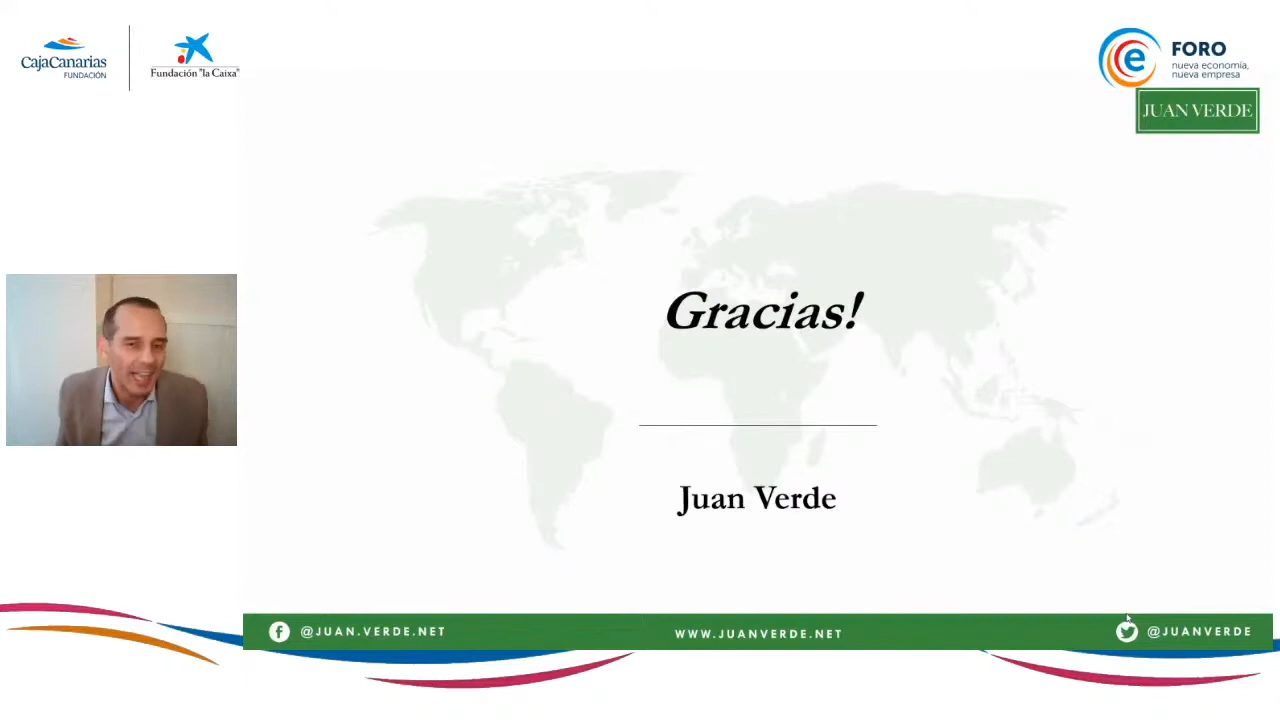 CajaCanarias
FUNDACIÓN
Fundación "la Caixa"
e
FORO
nueva economía,
nueva empresa
JUAN VERDE
Gracias!
Juan Verde
@JUAN.VERDE.NET
WWW.JUANVERDE.NET
@JUANVERDE